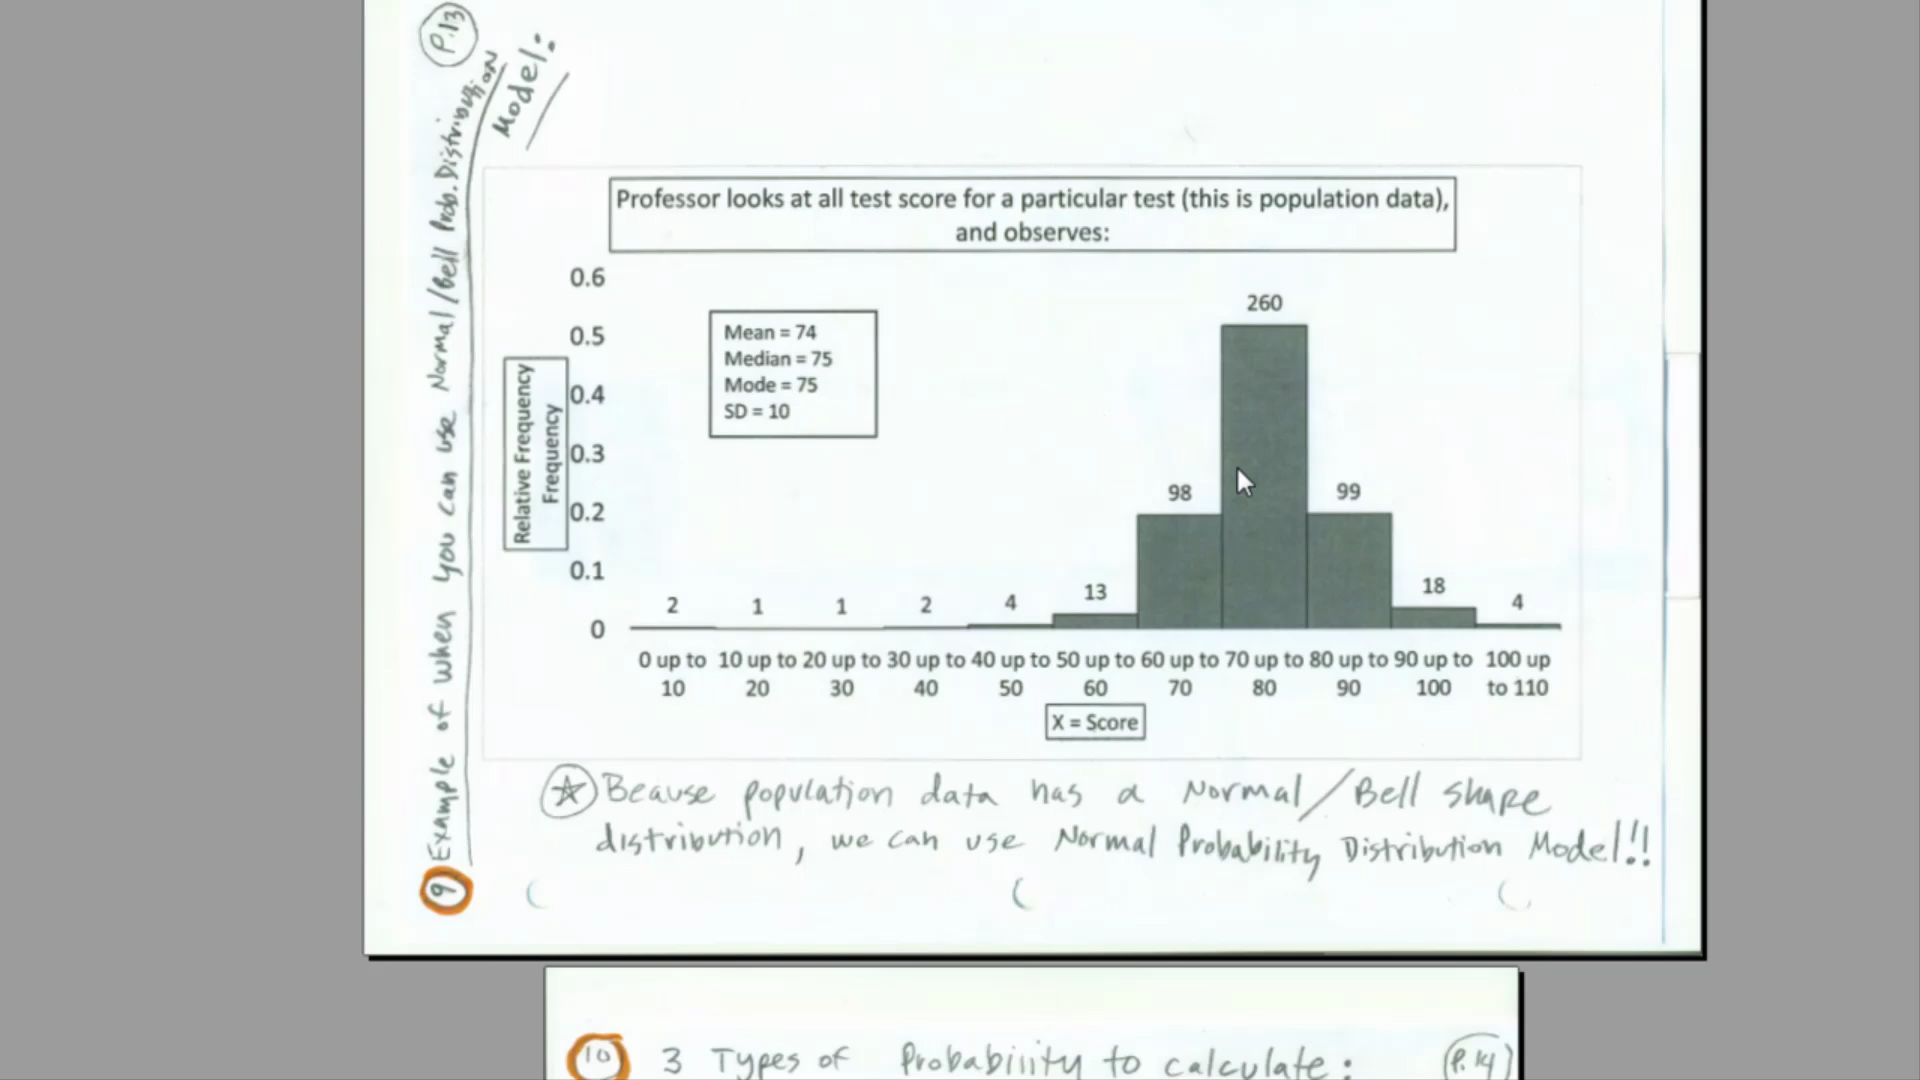 P.13
9 Example of when you can use Normal/Bell Prob. Distribution
Model:
Professor looks at all test score for a particular test (this is population data),
and observes:
0.6
0.5
0.4
0.3
0.2
0.1
0
Relative Frequency
Frequency
Mean = 74
Median = 75
Mode = 75
SD = 10
2
1
1
2
4
13
98
260
99
18
4
0 up to 10 up to 20 up to 30 up to 40 up to 50 up to 60 up to 70 up to 80 up to 90 up to 100 up
10 20 30 40 50 60 70 80 90 100 to 110
X = Score
Beause population data has a Normal/Bell shape
distribution, we can use Normal Probability Distribution Model!!
10 3 Types of Probability to calculate: P.14